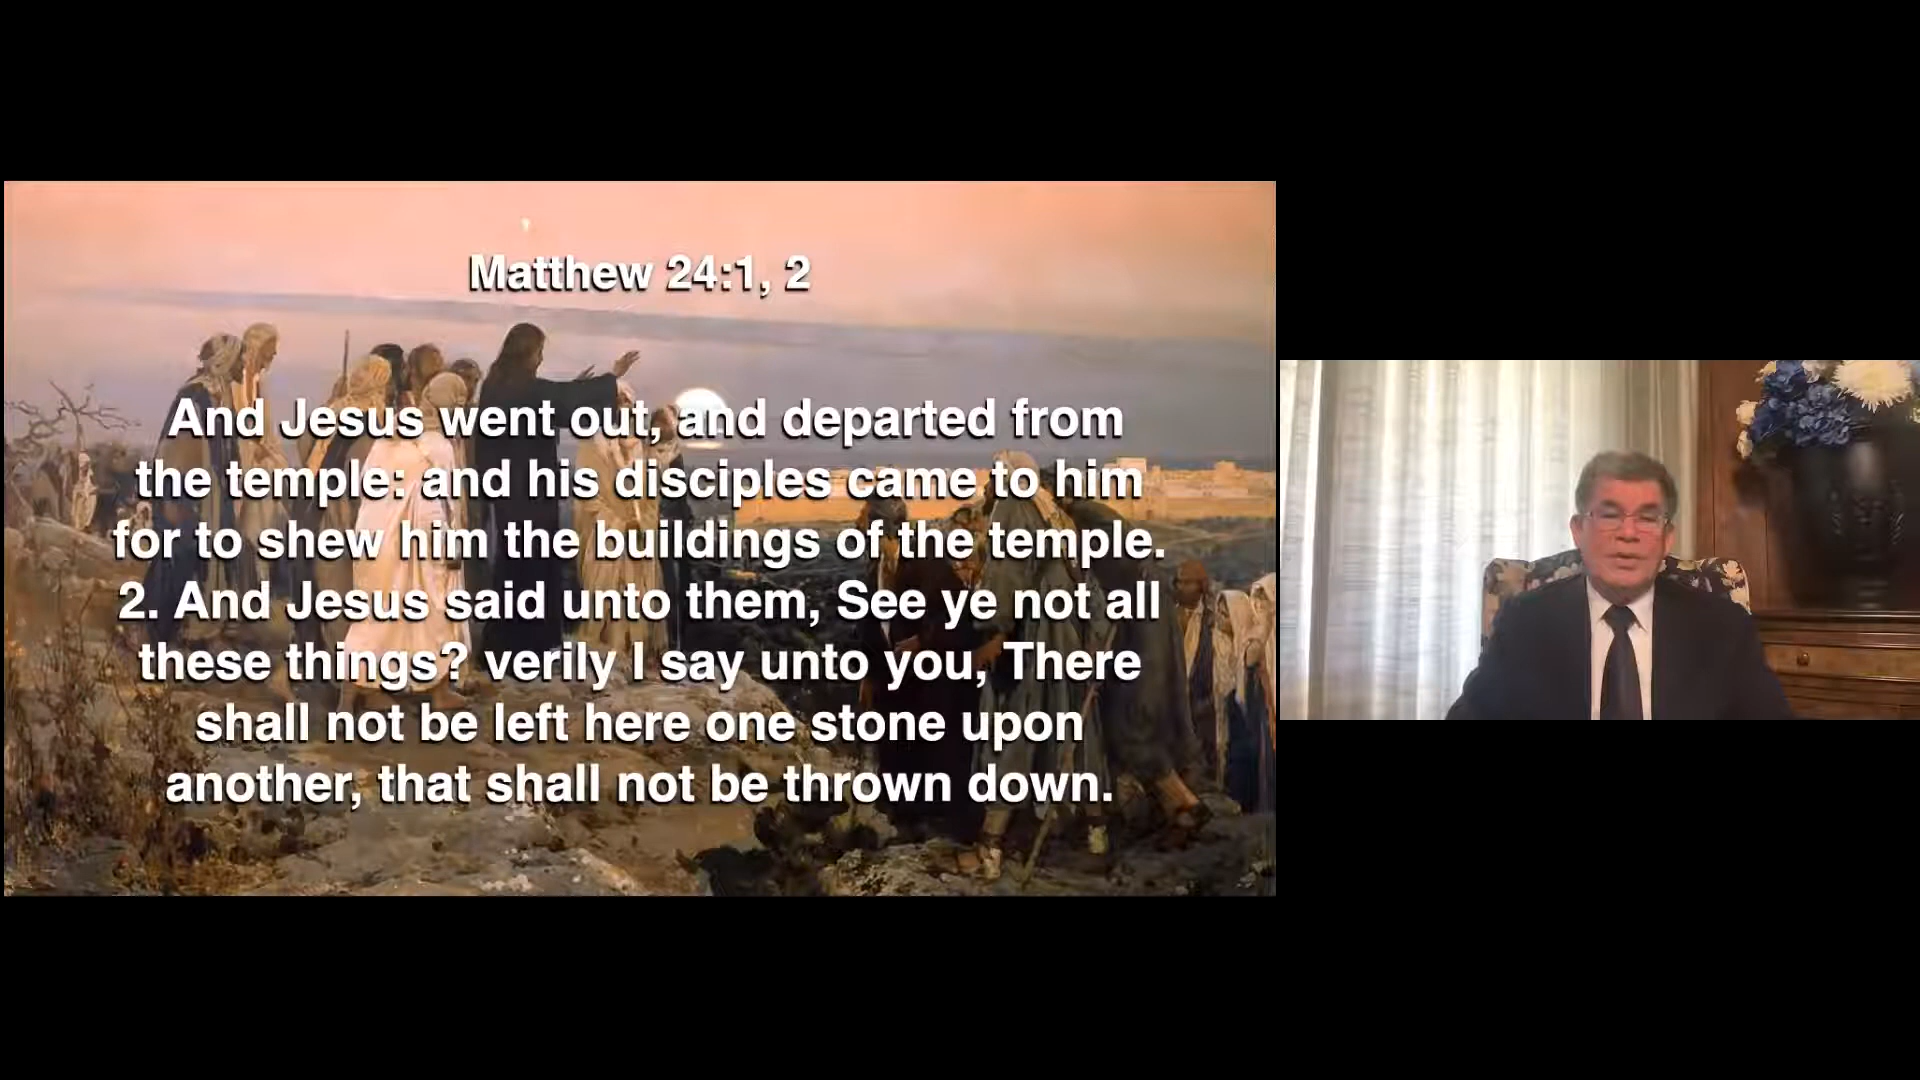 Matthew 24:1, 2
And Jesus went out, and departed from
the temple: and his disciples came to him
for to shew him the buildings of the temple.
2. And Jesus said unto them, See ye not all
these things? verily I say unto you, There
shall not be left here one stone upon
another, that shall not be thrown down.